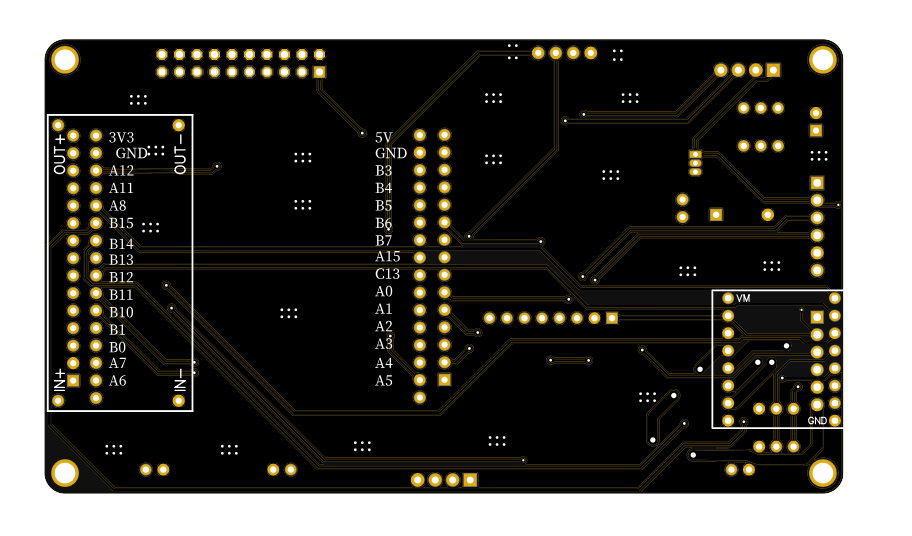 OUT+
OUT-
3V3
GND
A12
A11
A8
B15
B14
B13
B12
B11
B10
B1
B0
A7
A6
IN+
IN-
5V
GND
B3
B4
B5
B6
B7
A15
C13
A0
A1
A2
A3
A4
A5
VM
GND